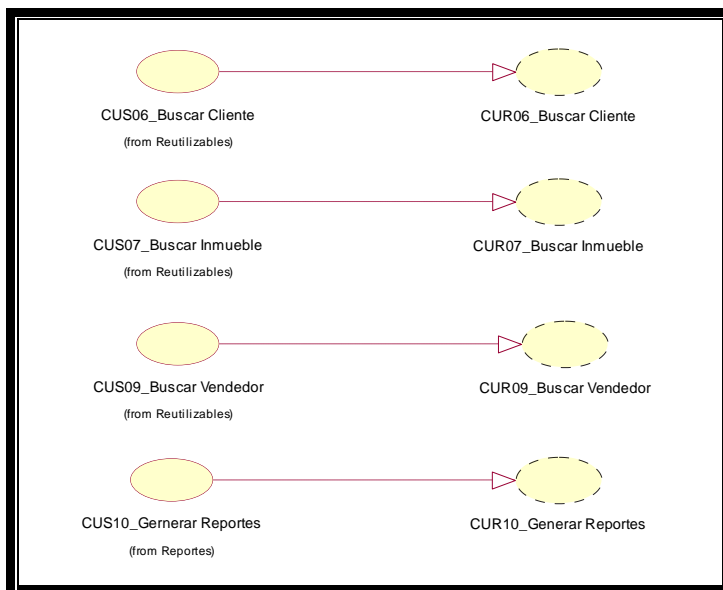 CUS06_Buscar Cliente
CUR06_Buscar Cliente
(from Reutilizables)
CUS07_Buscar Inmueble
CUR07_Buscar Inmueble
(from Reutilizables)
CUS09_Buscar Vendedor
CUR09_Buscar Vendedor
(from Reutilizables)
CUS10_Gernerar Reportes
CUR10_Generar Reportes
(from Reportes)